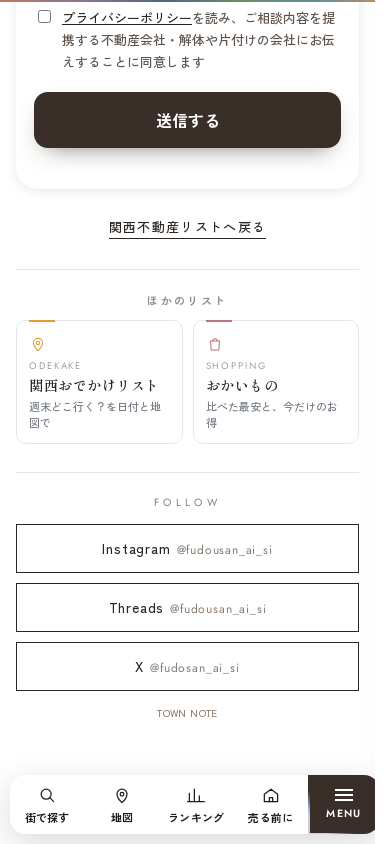 プライバシーポリシーを読み、ご相談内容を提
携する不動産会社・解体や片付けの会社にお伝
えすることに同意します
送信する
関西不動産リストへ戻る
ほかのリスト
ODEKAKE
関西おでかけリスト
週末どこ行く？を日付と地
図で
SHOPPING
おかいもの
比べた最安と、今だけのお
得
FOLLOW
Instagram @fudousan_ai_si
Threads @fudousan_ai_si
X @fudosan_ai_si
TOWN NOTE
街で探す
地図
ランキング
売る前に
MENU